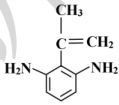 CH₃
C=CH₂
H₂N NH₂